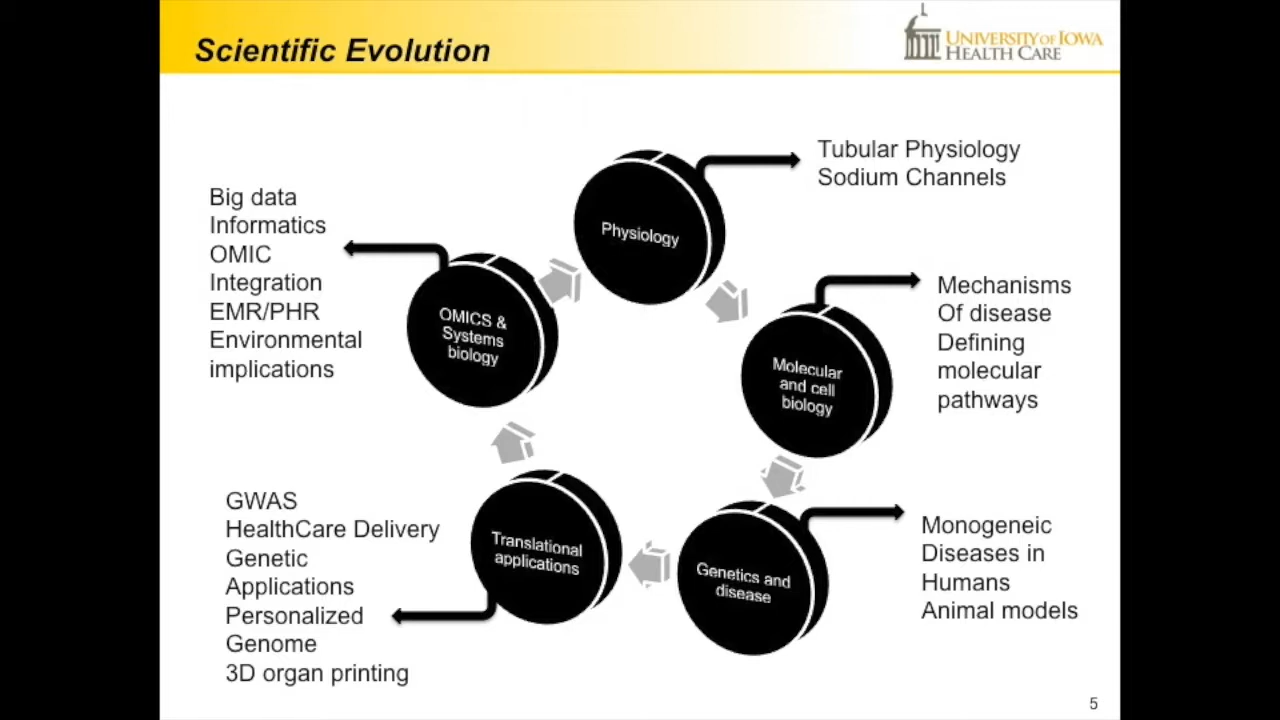 Scientific Evolution
UNIVERSITY OF IOWA
HEALTH CARE
Physiology
Tubular Physiology
Sodium Channels
Molecular
and cell
biology
Mechanisms
Of disease
Defining
molecular
pathways
Genetics and
disease
Monogeneic
Diseases in
Humans
Animal models
Translational
applications
GWAS
HealthCare Delivery
Genetic
Applications
Personalized
Genome
3D organ printing
OMICS &
Systems
biology
Big data
Informatics
OMIC
Integration
EMR/PHR
Environmental
implications
5